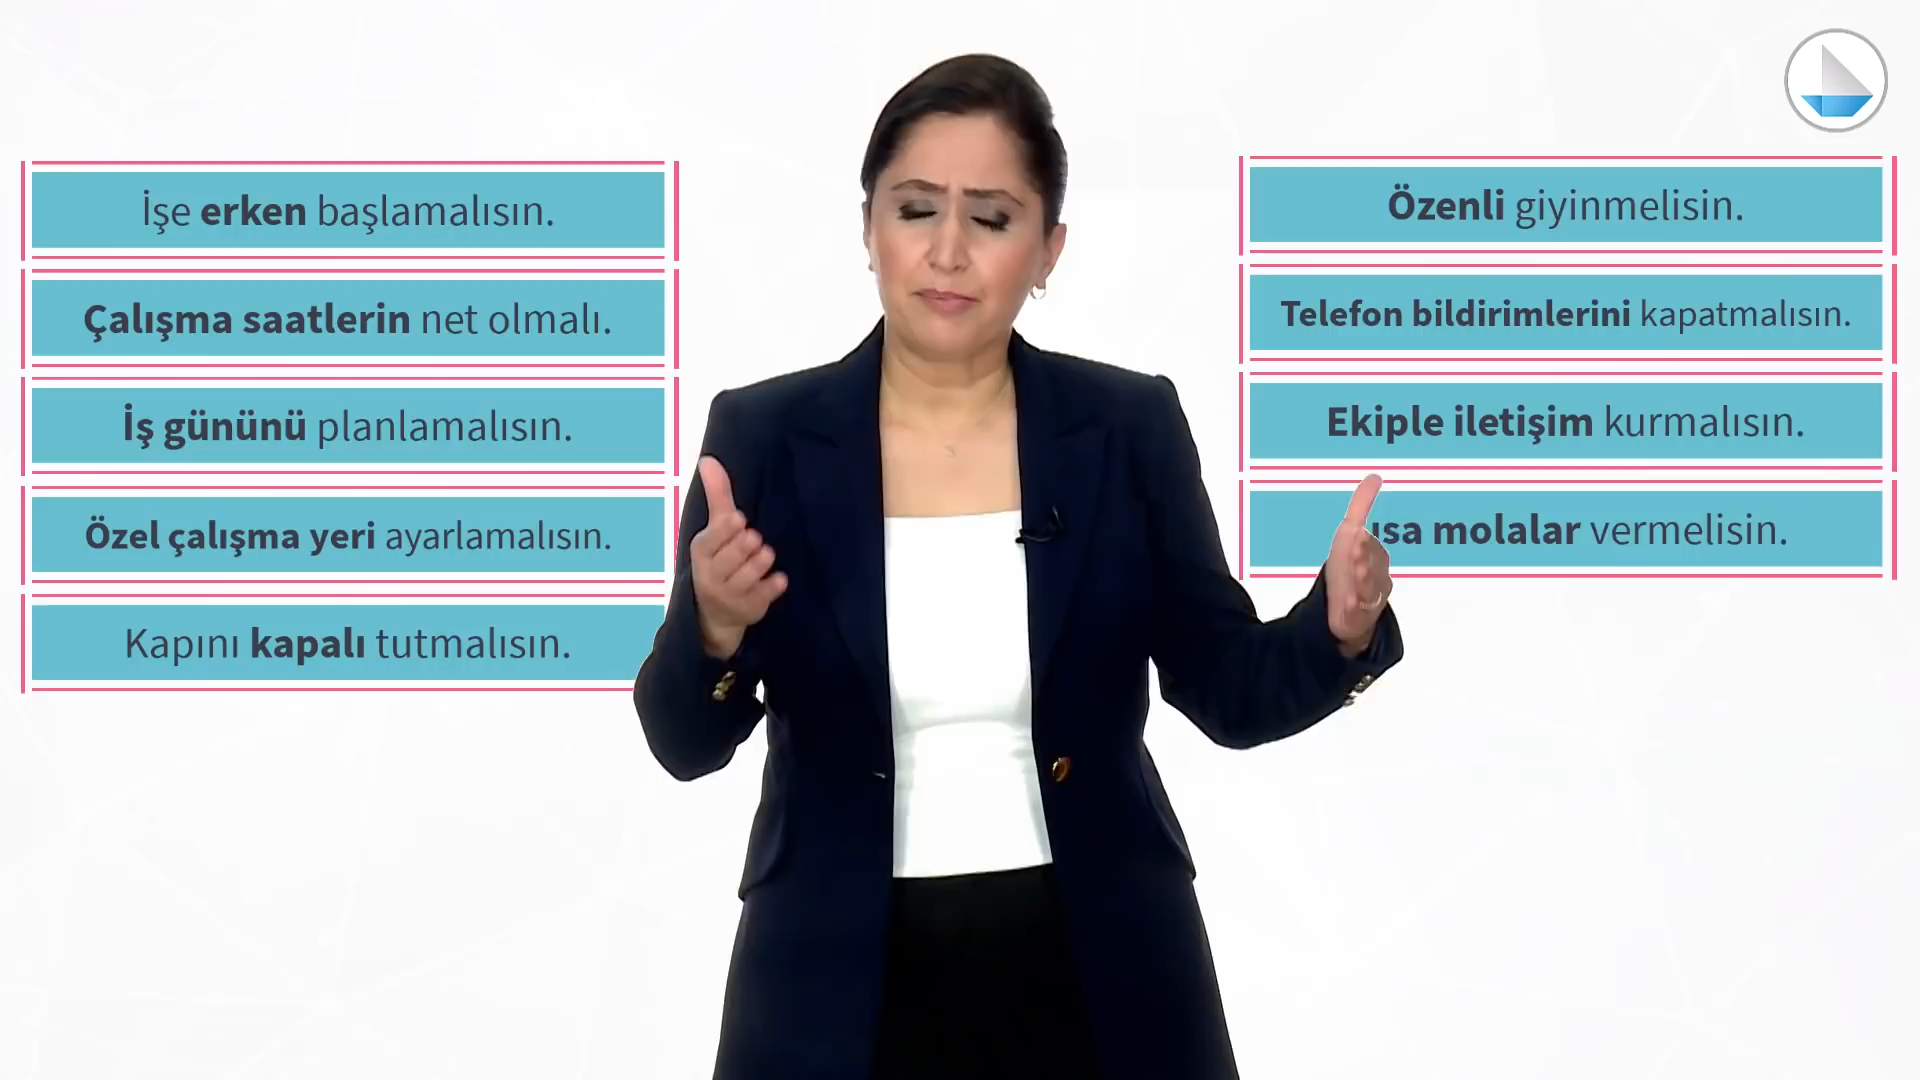 İşe erken başlamalısın.
Çalışma saatlerin net olmalı.
İş gününü planlamalısın.
Özel çalışma yeri ayarlamalısın.
Kapını kapalı tutmalısın.
Özenli giyinmelisin.
Telefon bildirimlerini kapatmalısın.
Ekiple iletişim kurmalısın.
molalar vermelisin.